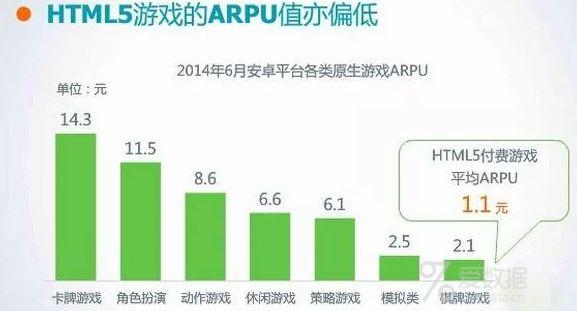 HTML5游戏的ARPU值亦偏低
2014年6月安卓平台各类原生游戏ARPU
单位：元
14.3
11.5
8.6
6.6
6.1
2.5
2.1
HTML5付费游戏
平均ARPU
1.1元
卡牌游戏 角色扮演 动作游戏 休闲游戏 策略游戏 模拟类 棋牌游戏
爱数据